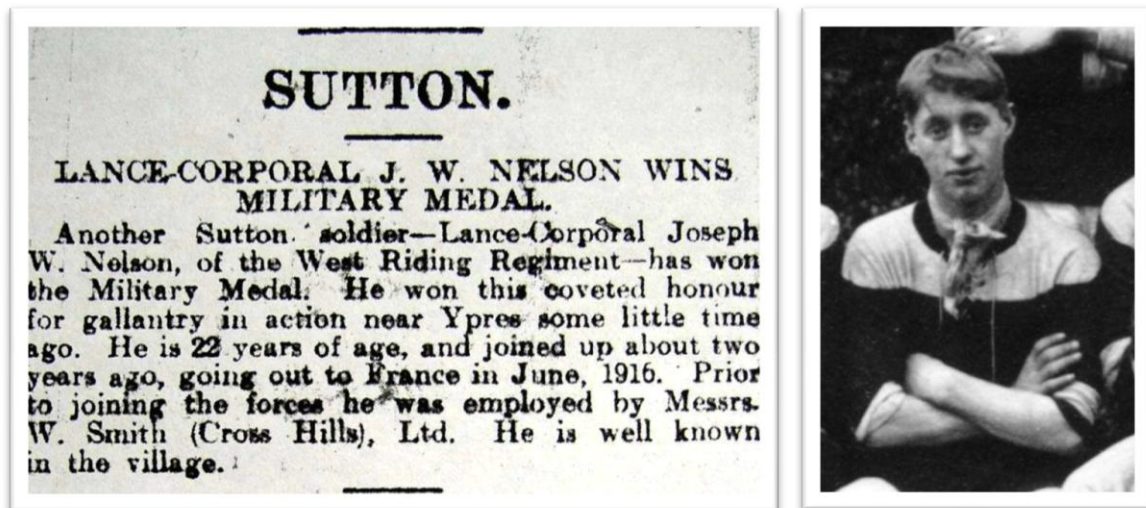 SUTTON.
LANCE-CORPORAL J. W. NELSON WINS
MILITARY MEDAL.
Another Sutton soldier—Lance-Corporal Joseph
W. Nelson, of the West Riding Regiment—has won
the Military Medal. He won this coveted honour
for gallantry in action near Ypres some little time
ago. He is 22 years of age, and joined up about two
years ago, going out to France in June, 1916. Prior
to joining the forces he was employed by Messrs.
W. Smith (Cross Hills), Ltd. He is well known
in the village.